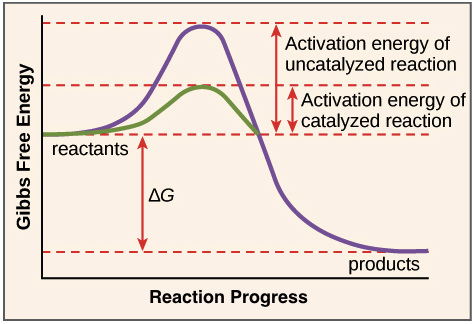 Activation energy of
uncatalyzed reaction
Activation energy of
catalyzed reaction
reactants
ΔG
products
Gibbs Free Energy
Reaction Progress